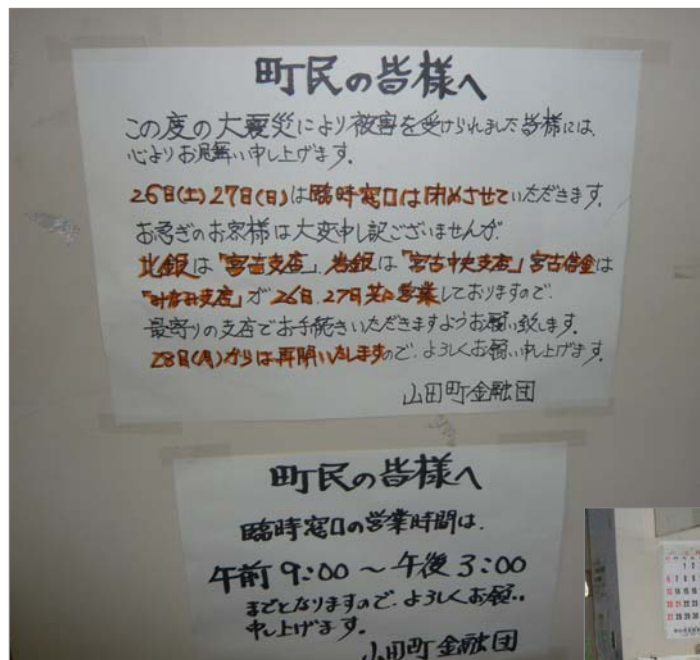 町民の皆様へ
この度の大震災により被害を受けられました皆様には、
心よりお見舞い申し上げます。
26日(土)27日(日)は臨時窓口は閉めさせていただきます。
お急ぎのお客様は大変申し訳ございませんが、
北銀は「宮古支店」、岩銀は「宮古中央支店」宮古信金は
「みなみ支店」が26日、27日共に営業しておりますので、
最寄りの支店でお手続きいただきますようお願い致します。
28日(月)からは再開いたしますので、よろしくお願い申し上げます。
山田町金融団
町民の皆様へ
臨時窓口の営業時間は、
午前9:00〜午後3:00
までとなりますので、よろしくお願い
申し上げます。
山田町金融団